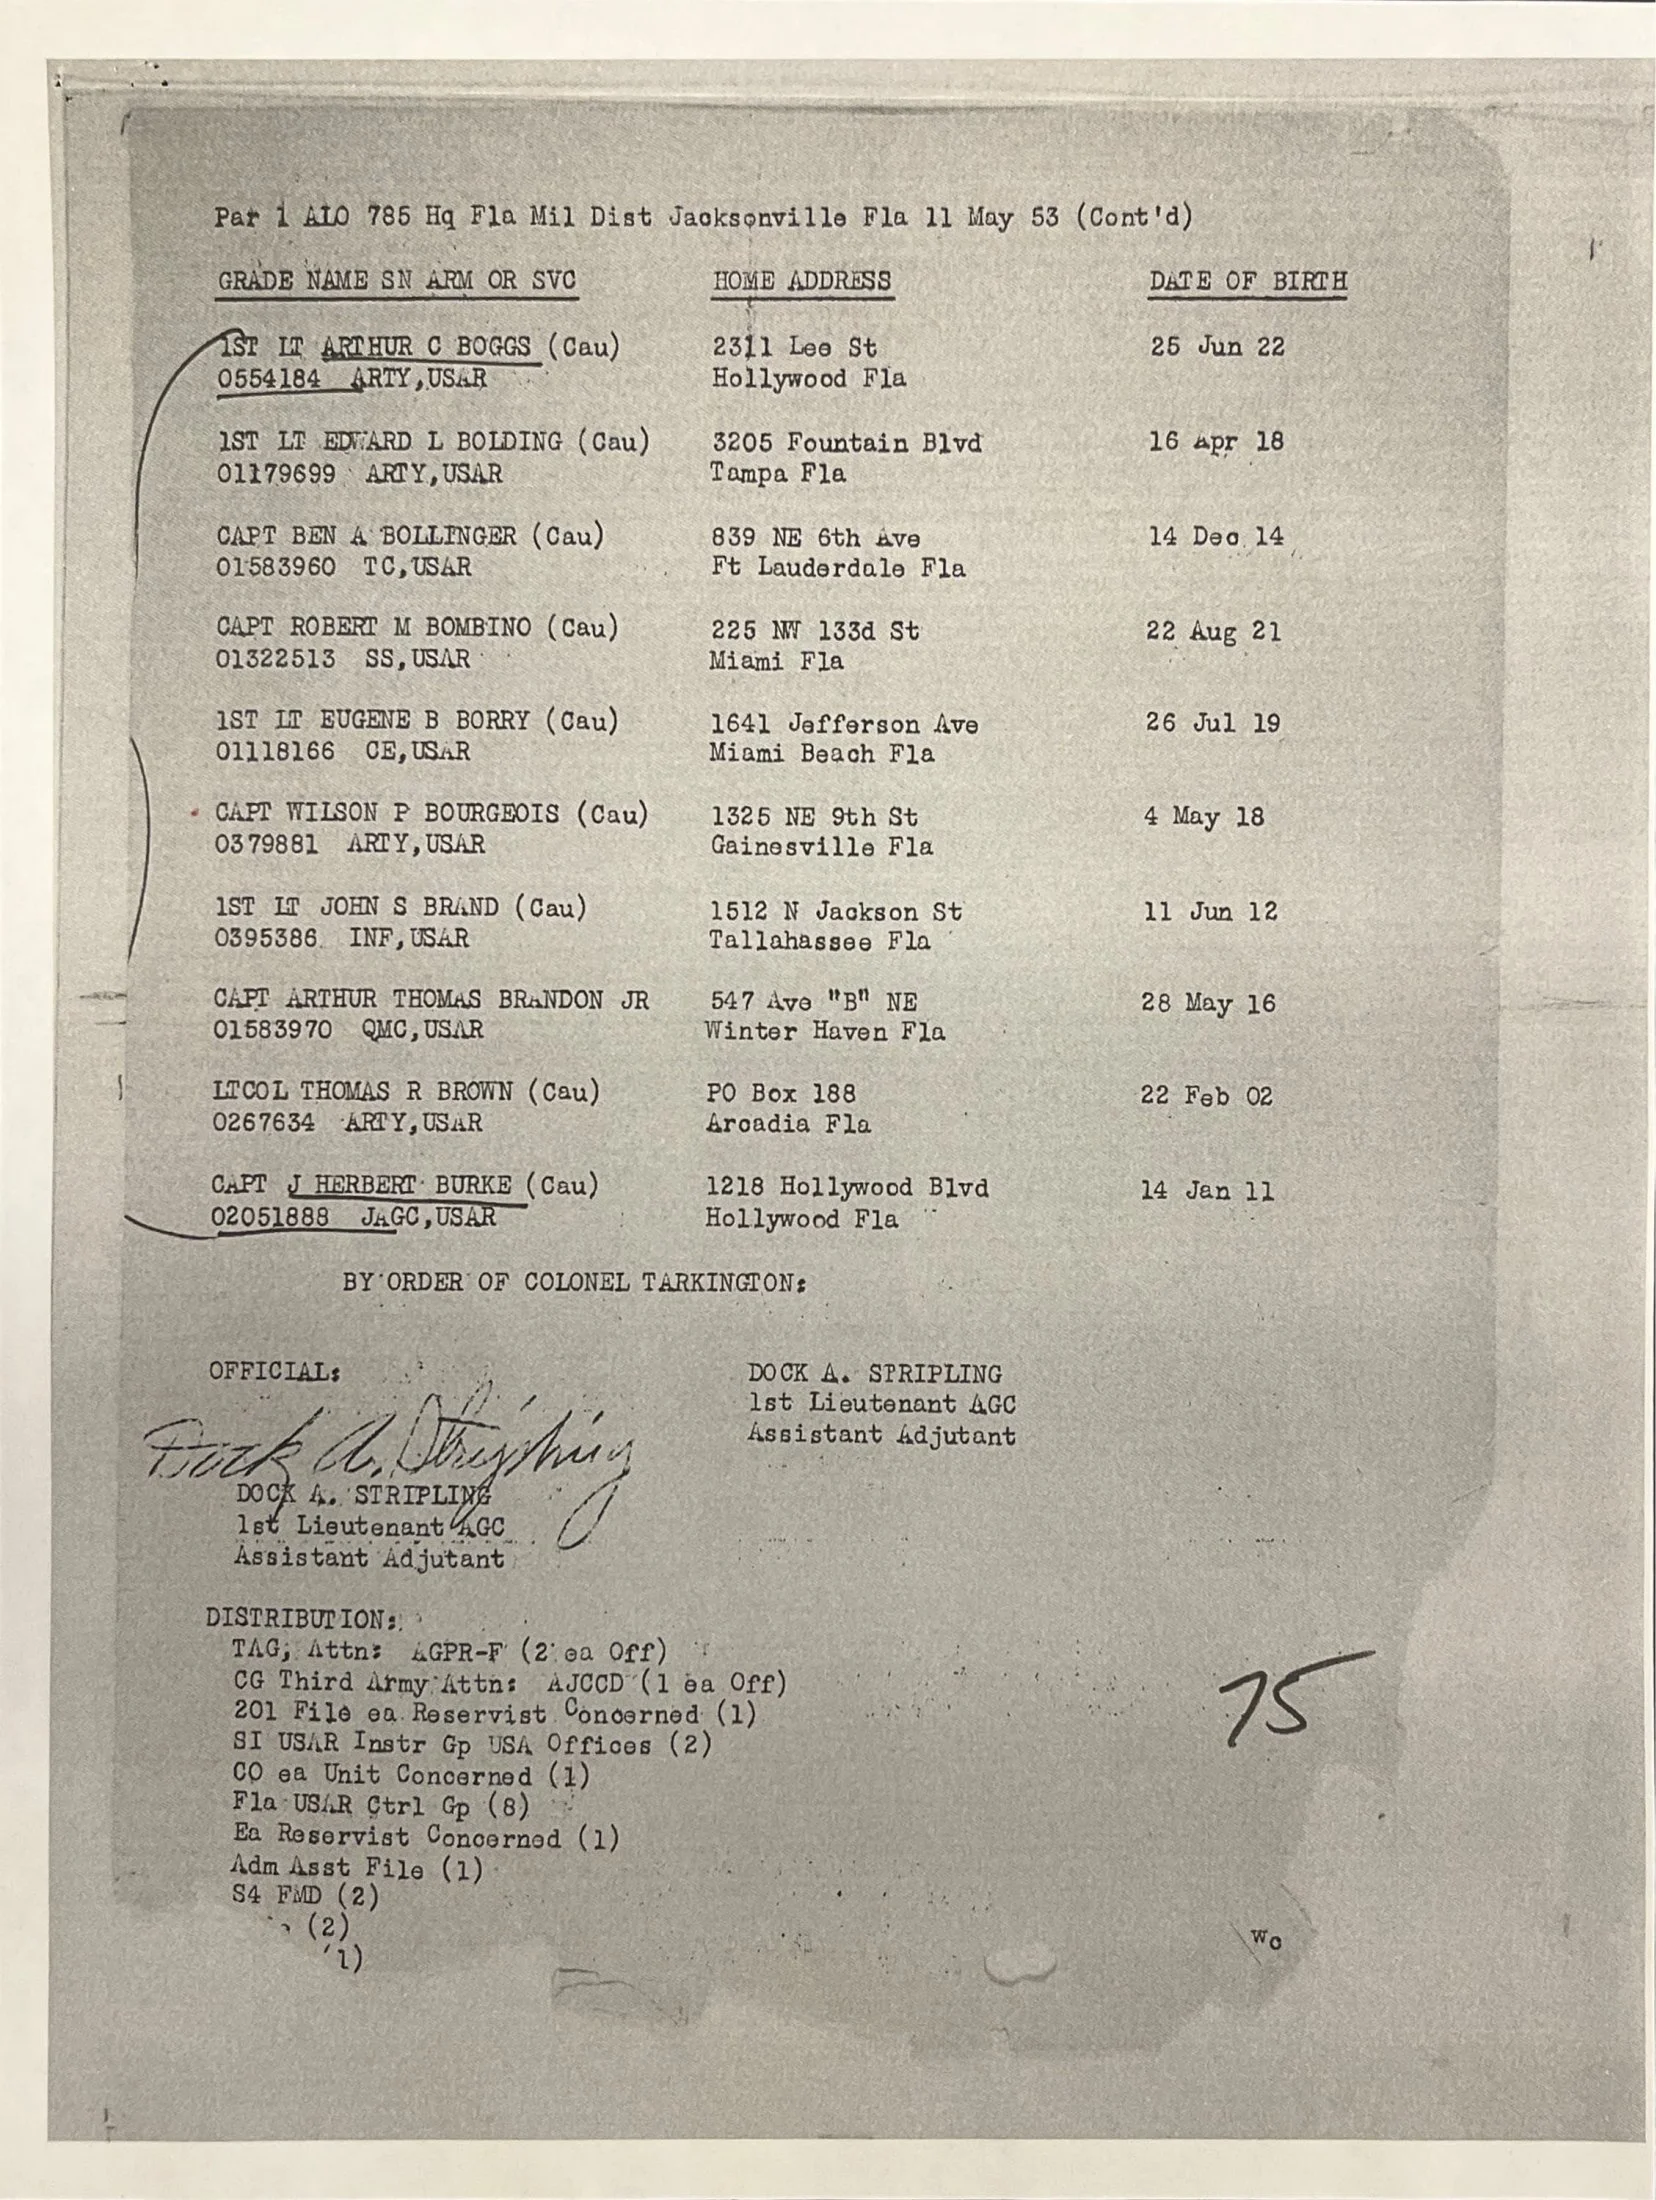 Par 1 ALO 785 Hq Fla Mil Dist Jacksonville Fla 11 May 53 (Cont'd)
GRADE NAME SN ARM OR SVC HOME ADDRESS DATE OF BIRTH
1ST LT ARTHUR C BOGGS (Cau) 2311 Lee St 25 Jun 22
0554184 ARTY,USAR Hollywood Fla
1ST LT EDWARD L BOLDING (Cau) 3205 Fountain Blvd 16 Apr 18
01179699 ARTY,USAR Tampa Fla
CAPT BEN A BOLLINGER (Cau) 839 NE 6th Ave 14 Dec 14
01583960 TC,USAR Ft Lauderdale Fla
CAPT ROBERT M BOMBINO (Cau) 225 NW 133d St 22 Aug 21
01322513 SS,USAR Miami Fla
1ST LT EUGENE B BORRY (Cau) 1641 Jefferson Ave 26 Jul 19
01118166 CE,USAR Miami Beach Fla
CAPT WILSON P BOURGEOIS (Cau) 1325 NE 9th St 4 May 18
0379881 ARTY,USAR Gainesville Fla
1ST LT JOHN S BRAND (Cau) 1512 N Jackson St 11 Jun 12
0395386 INF,USAR Tallahassee Fla
CAPT ARTHUR THOMAS BRANDON JR 547 Ave "B" NE 28 May 16
01583970 QMC,USAR Winter Haven Fla
LTCOL THOMAS R BROWN (Cau) PO Box 188 22 Feb 02
0267634 ARTY,USAR Arcadia Fla
CAPT J HERBERT BURKE (Cau) 1218 Hollywood Blvd 14 Jan 11
02051888 JAGC,USAR Hollywood Fla
BY ORDER OF COLONEL TARKINGTON:
OFFICIAL: DOCK A. STRIPLING
1st Lieutenant AGC
Assistant Adjutant
Dock A. Stripling
DOCK A. STRIPLING
1st Lieutenant AGC
Assistant Adjutant
DISTRIBUTION:
TAG, Attn: AGPR-F (2 ea Off)
CG Third Army Attn: AJCCD (1 ea Off)
201 File ea Reservist Concerned (1)
SI USAR Instr Gp USA Offices (2)
CO ea Unit Concerned (1)
Fla USAR Ctrl Gp (8)
Ea Reservist Concerned (1)
Adm Asst File (1)
S4 FMD (2)
(2)
1)
75
Wo